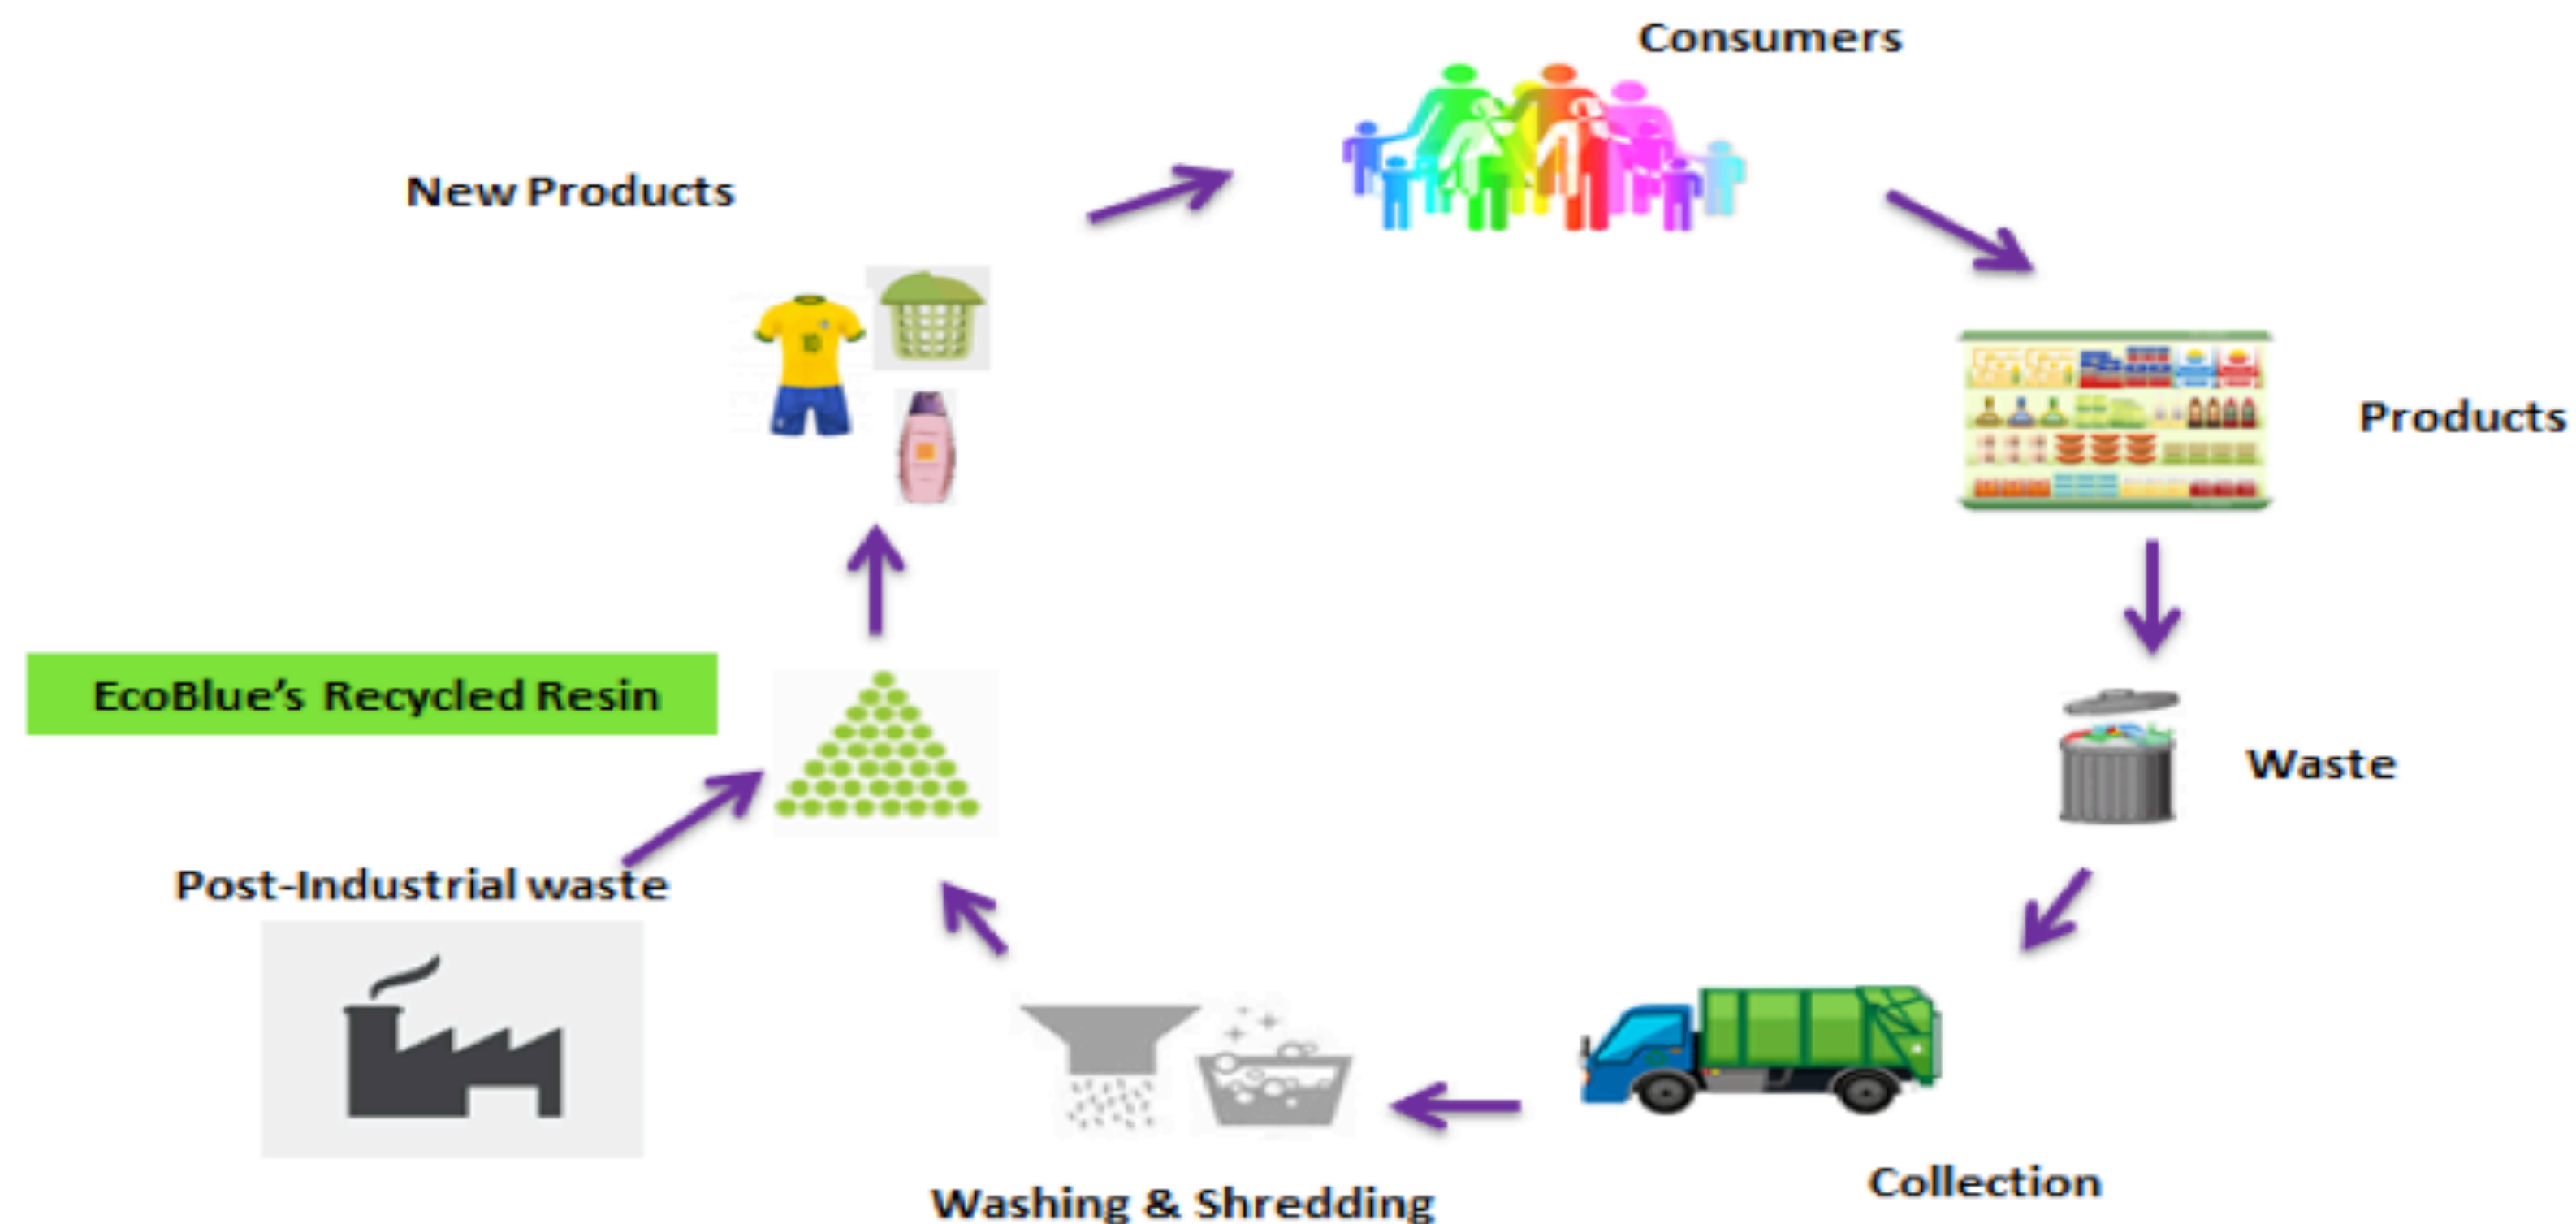 Consumers
New Products
Products
EcoBlue’s Recycled Resin
Waste
Post-Industrial waste
Collection
Washing & Shredding